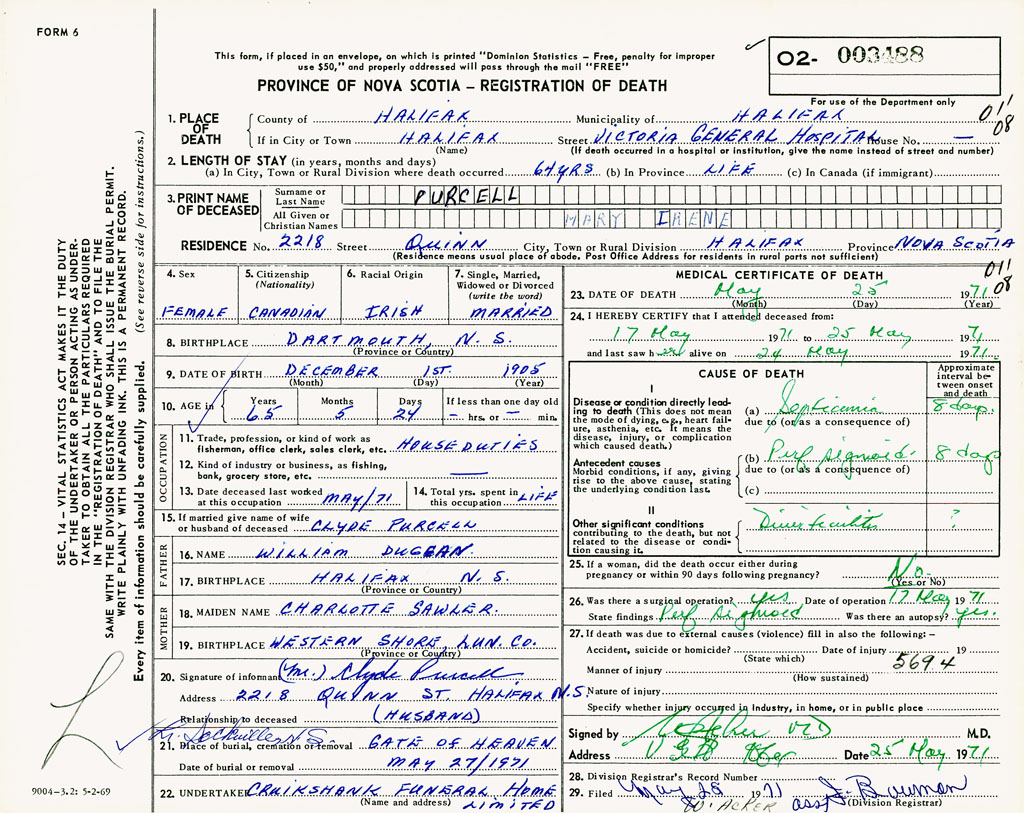 FORM 6
This form, if placed in an envelope, on which is printed "Dominion Statistics – Free, penalty for improper
use $50," and properly addressed will pass through the mail "FREE"
PROVINCE OF NOVA SCOTIA – REGISTRATION OF DEATH
O2- 003488
For use of the Department only
011
08
1. PLACE OF DEATH
County of HALIFAX Municipality of HALIFAX
If in City or Town HALIFAX Street VICTORIA GENERAL HOSPITAL House No. —
(Name) (If death occurred in a hospital or institution, give the name instead of street and number)
2. LENGTH OF STAY (in years, months and days)
(a) In City, Town or Rural Division where death occurred 64 YRS (b) In Province LIFE (c) In Canada (if immigrant)
3. PRINT NAME OF DECEASED
Surname or Last Name PURCELL
All Given or Christian Names MARY IRENE
RESIDENCE No. 2218 Street QUINN City, Town or Rural Division HALIFAX Province NOVA SCOTIA
(Residence means usual place of abode. Post Office Address for residents in rural parts not sufficient)
4. Sex
FEMALE
5. Citizenship (Nationality)
CANADIAN
6. Racial Origin
IRISH
7. Single, Married, Widowed or Divorced (write the word)
MARRIED
8. BIRTHPLACE DARTMOUTH, N. S.
(Province or Country)
9. DATE OF BIRTH DECEMBER 1ST. 1905
(Month) (Day) (Year)
10. AGE in Years 65 Months 5 Days 24 If less than one day old — hrs. or — min.
OCCUPATION
11. Trade, profession, or kind of work as
fisherman, office clerk, sales clerk, etc. HOUSE DUTIES
12. Kind of industry or business, as fishing,
bank, grocery store, etc. —
13. Date deceased last worked at this occupation MAY/71
14. Total yrs. spent in this occupation LIFE
15. If married give name of wife
or husband of deceased CLYDE PURCELL
FATHER
16. NAME WILLIAM DUGGAN
17. BIRTHPLACE HALIFAX N. S.
(Province or Country)
MOTHER
18. MAIDEN NAME CHARLOTTE SAWLER.
19. BIRTHPLACE WESTERN SHORE, LUN. CO.
(Province or Country)
20. Signature of informant (Mr.) Clyde Purcell
Address 2218 QUINN ST. HALIFAX N.S.
Relationship to deceased (HUSBAND)
21. Place of burial, cremation or removal GATE OF HEAVEN
Date of burial or removal MAY 27/1971
22. UNDERTAKER CRUIKSHANK FUNERAL HOME
(Name and address) LIMITED
MEDICAL CERTIFICATE OF DEATH
011
08
23. DATE OF DEATH May 25 1971
(Month) (Day) (Year)
24. I HEREBY CERTIFY that I attended deceased from:
17 May 1971 to 25 May 1971
and last saw her alive on 24 May 1971
CAUSE OF DEATH
Approximate interval between onset and death
I
Disease or condition directly leading to death (This does not mean the mode of dying, e.g., heart failure, asthenia, etc. It means the disease, injury, or complication which caused death.)
(a) Septicemia 8 days.
due to (or as a consequence of)
Antecedent causes
Morbid conditions, if any, giving rise to the above cause, stating the underlying condition last.
(b) Perf sigmoid. 8 days
due to (or as a consequence of)
(c)
II
Other significant conditions
contributing to the death, but not related to the disease or condition causing it.
Diverticulitis ?
25. If a woman, did the death occur either during
pregnancy or within 90 days following pregnancy? No.
(Yes or No)
26. Was there a surgical operation? yes Date of operation 17 May 1971
State findings Perf Sigmoid Was there an autopsy? yes.
27. If death was due to external causes (violence) fill in also the following: –
Accident, suicide or homicide? Date of injury 19
(State which)
Manner of injury 5694
(How sustained)
Nature of injury
Specify whether injury occurred in industry, in home, or in public place
Signed by MD M.D.
Address V G H Hfx Date 25 May 1971
28. Division Registrar's Record Number
29. Filed May 28 1971 Bowman
W. ACKER asst (Division Registrar)
SEC. 14 – VITAL STATISTICS ACT MAKES IT THE DUTY
OF THE UNDERTAKER OR PERSON ACTING AS UNDER-
TAKER TO OBTAIN ALL THE PARTICULARS REQUIRED
IN THE "REGISTRATION OF DEATH" AND TO FILE THE
SAME WITH THE DIVISION REGISTRAR WHO SHALL ISSUE THE BURIAL PERMIT.
WRITE PLAINLY WITH UNFADING INK. THIS IS A PERMANENT RECORD.
Every item of information should be carefully supplied. (See reverse side for instructions.)
9004–3.2: 5-2-69